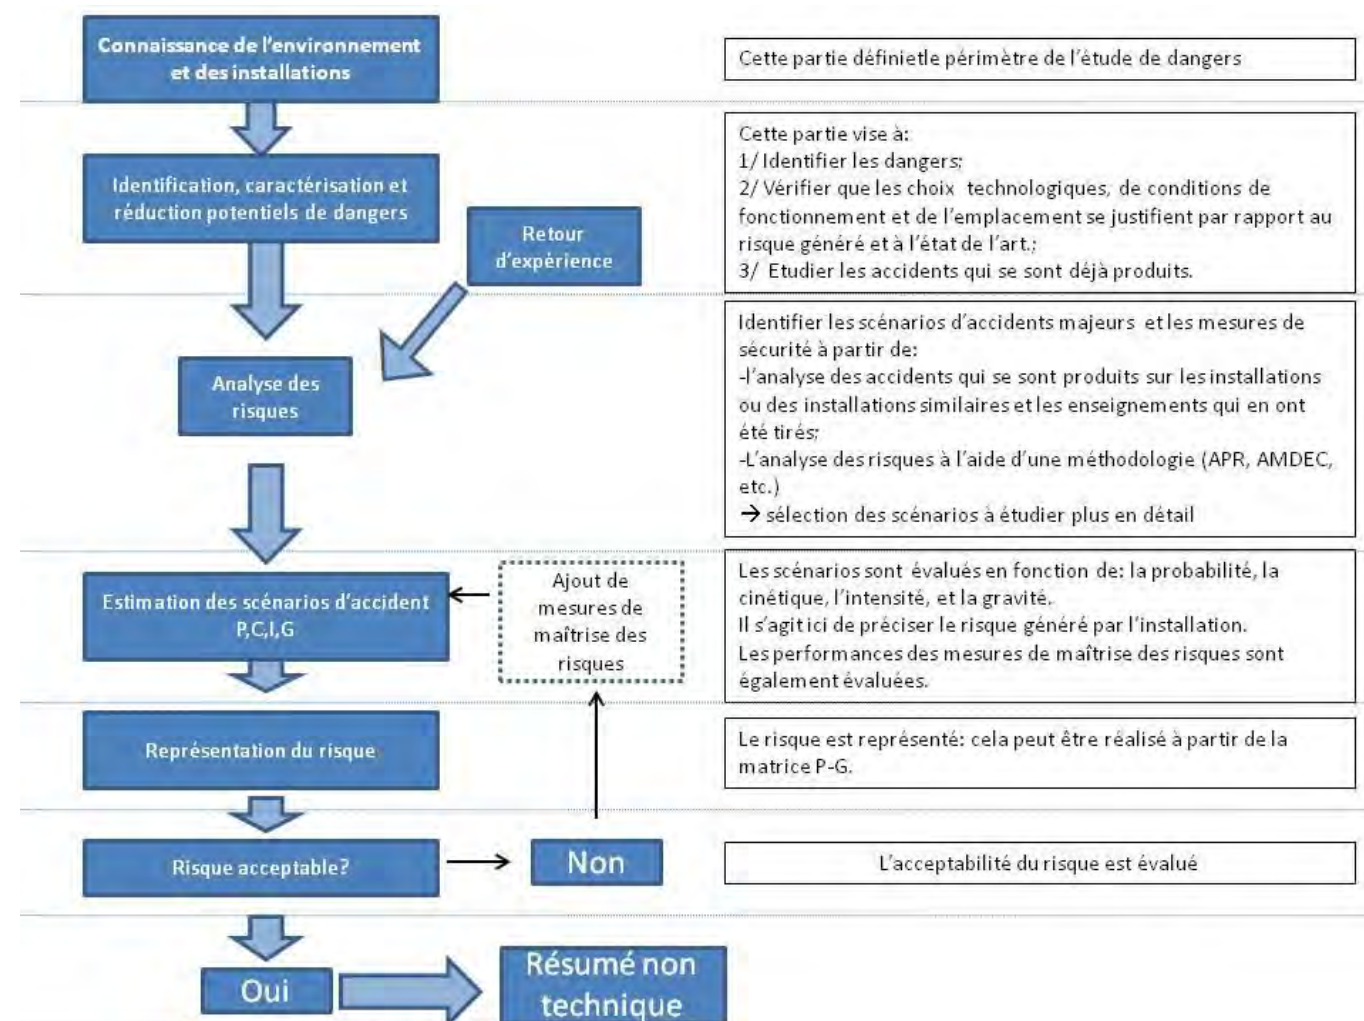 Connaissance de l'environnement
et des installations
Cette partie définietle périmètre de l'étude de dangers
Identification, caractérisation et
réduction potentiels de dangers
Cette partie vise à:
1/ Identifier les dangers;
2/ Vérifier que les choix technologiques, de conditions de
fonctionnement et de l'emplacement se justifient par rapport au
risque généré et à l'état de l'art.;
3/ Etudier les accidents qui se sont déjà produits.
Retour
d'expérience
Analyse des
risques
Identifier les scénarios d'accidents majeurs et les mesures de
sécurité à partir de:
-l'analyse des accidents qui se sont produits sur les installations
ou des installations similaires et les enseignements qui en ont
été tirés;
-L'analyse des risques à l'aide d'une méthodologie (APR, AMDEC,
etc.)
→ sélection des scénarios à étudier plus en détail
Estimation des scénarios d'accident
P,C,I,G
Ajout de
mesures de
maîtrise des
risques
Les scénarios sont évalués en fonction de: la probabilité, la
cinétique, l'intensité, et la gravité.
Il s'agit ici de préciser le risque généré par l'installation.
Les performances des mesures de maîtrise des risques sont
également évaluées.
Représentation du risque
Le risque est représenté: cela peut être réalisé à partir de la
matrice P-G.
Risque acceptable?
Non
L'acceptabilité du risque est évalué
Oui
Résumé non
technique